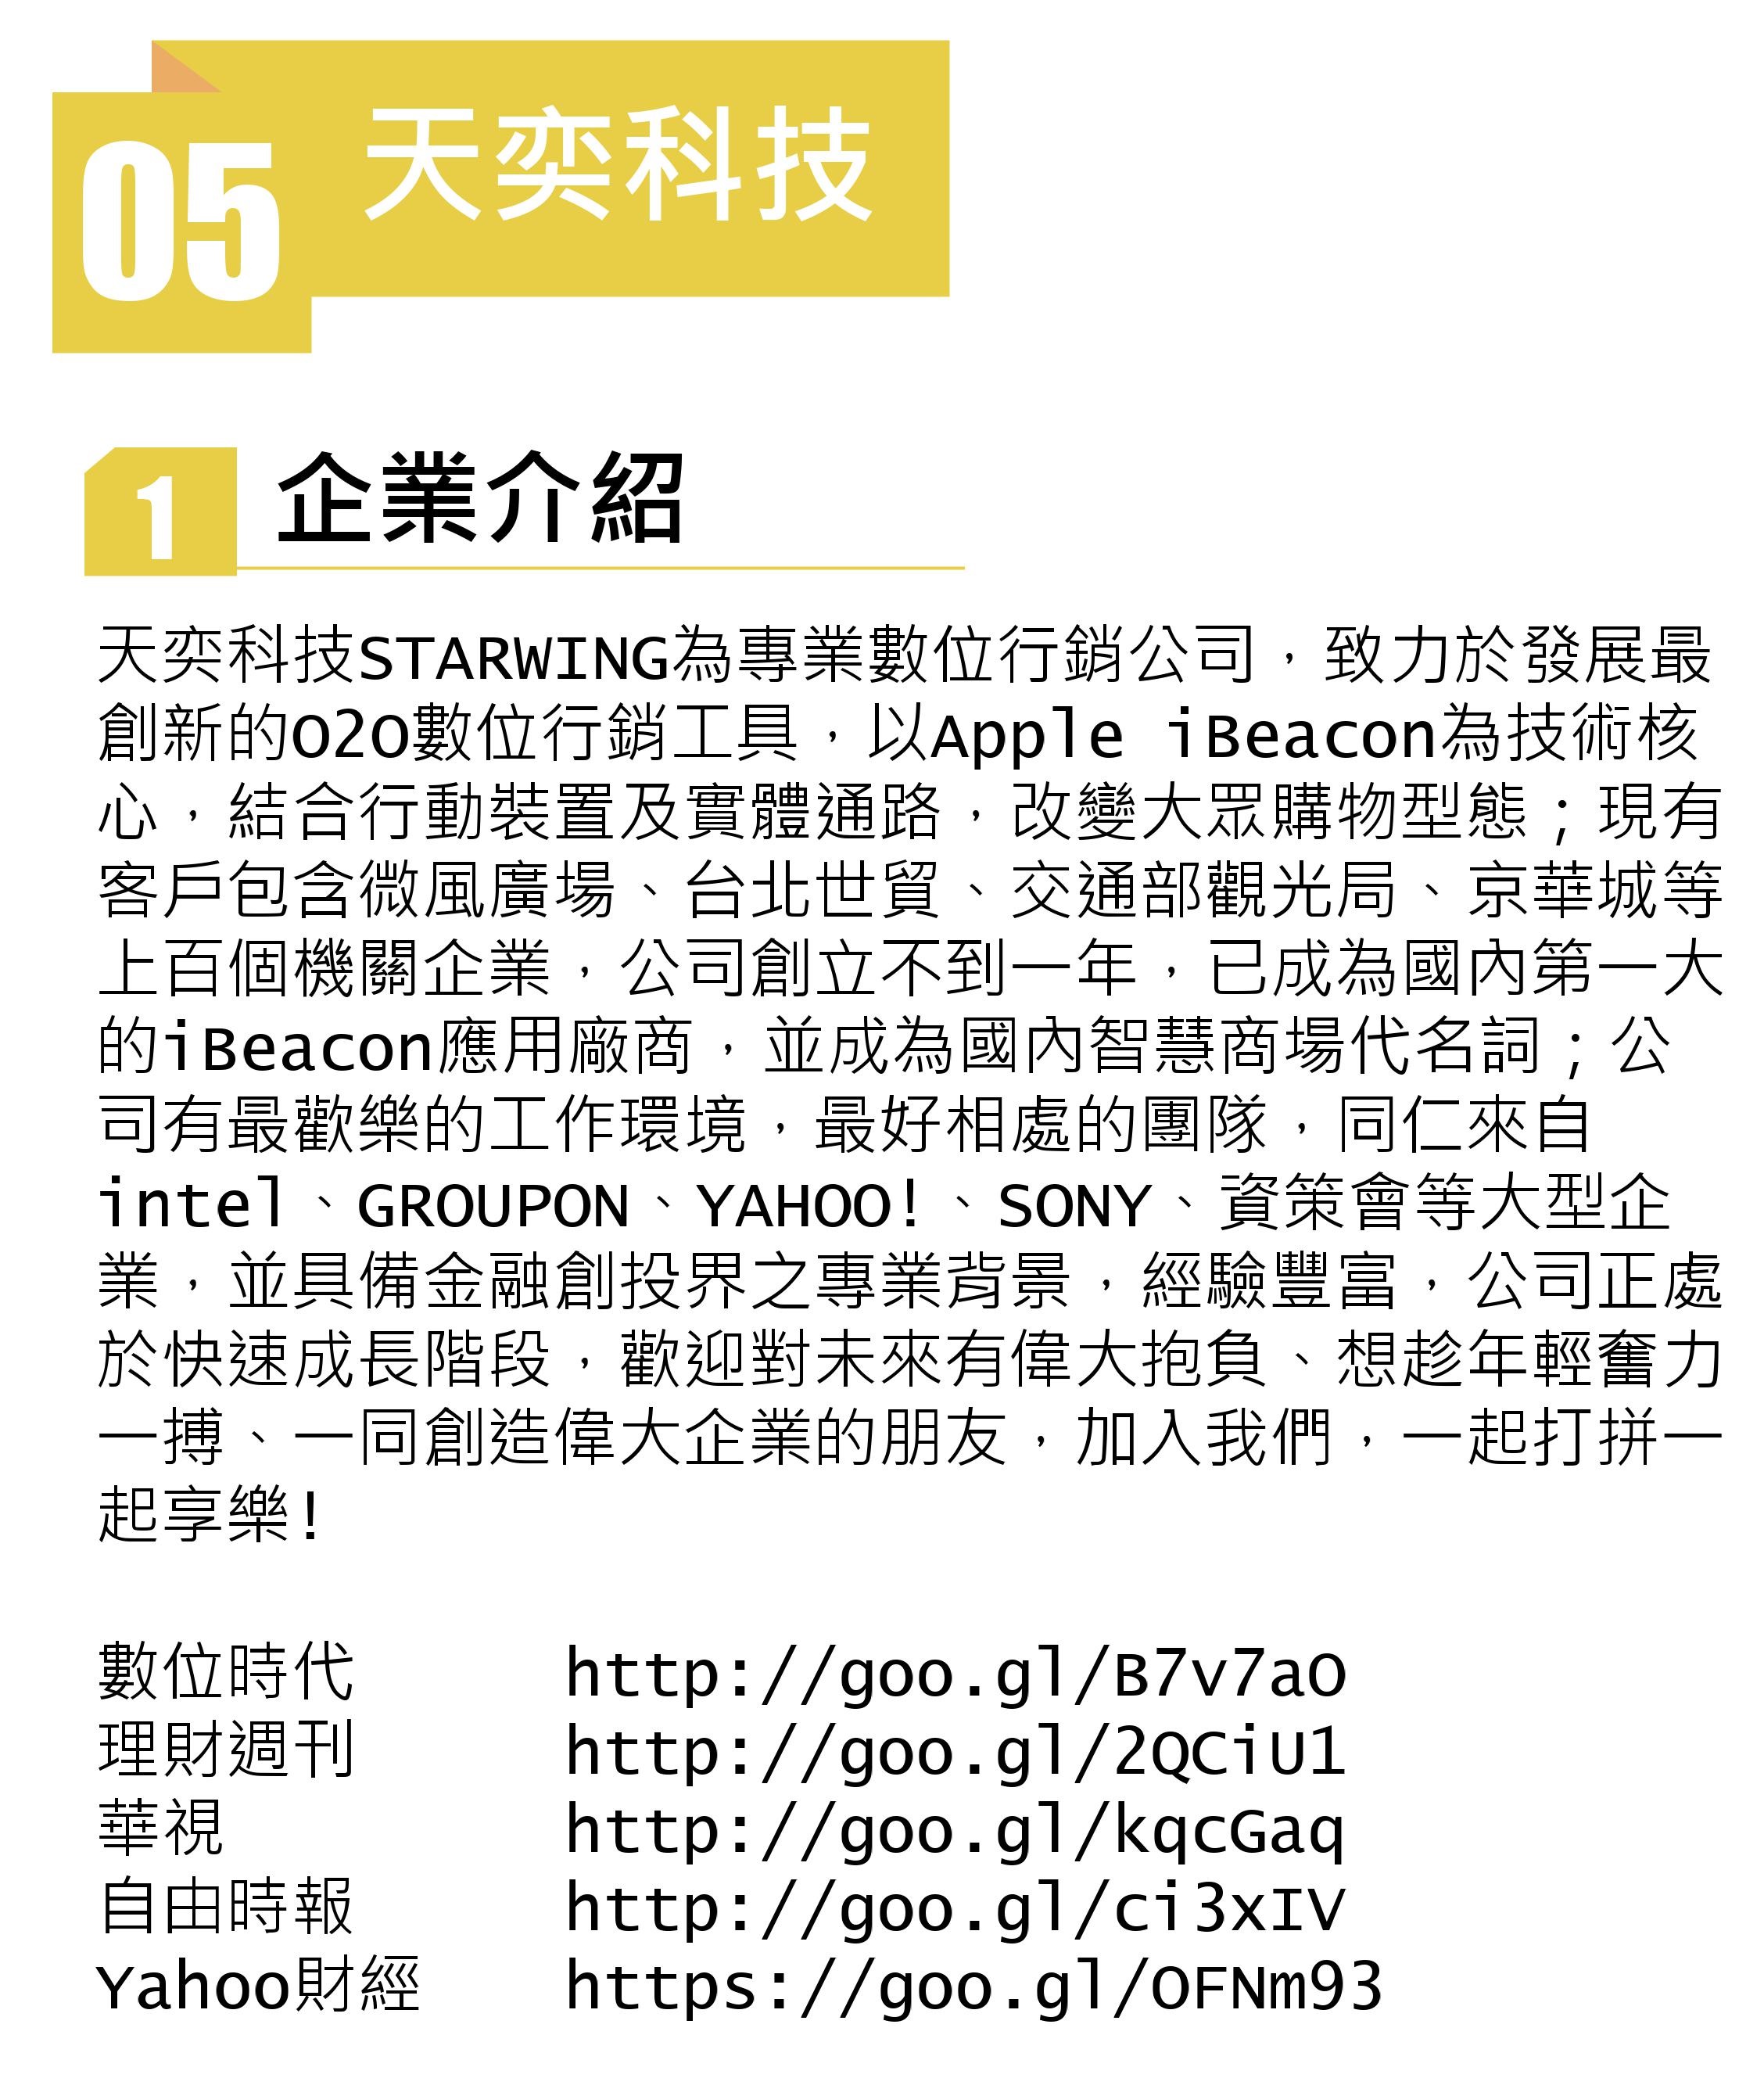 05
天奕科技
1
企業介紹
天奕科技STARWING為專業數位行銷公司，致力於發展最
創新的O2O數位行銷工具，以Apple iBeacon為技術核
心，結合行動裝置及實體通路，改變大眾購物型態；現有
客戶包含微風廣場、台北世貿、交通部觀光局、京華城等
上百個機關企業，公司創立不到一年，已成為國內第一大
的iBeacon應用廠商，並成為國內智慧商場代名詞；公
司有最歡樂的工作環境，最好相處的團隊，同仁來自
intel、GROUPON、YAHOO!、SONY、資策會等大型企
業，並具備金融創投界之專業背景，經驗豐富，公司正處
於快速成長階段，歡迎對未來有偉大抱負、想趁年輕奮力
一搏、一同創造偉大企業的朋友，加入我們，一起打拼一
起享樂!
數位時代 http://goo.gl/B7v7aO
理財週刊 http://goo.gl/2QCiU1
華視 http://goo.gl/kqcGaq
自由時報 http://goo.gl/ci3xIV
Yahoo財經 https://goo.gl/OFNm93